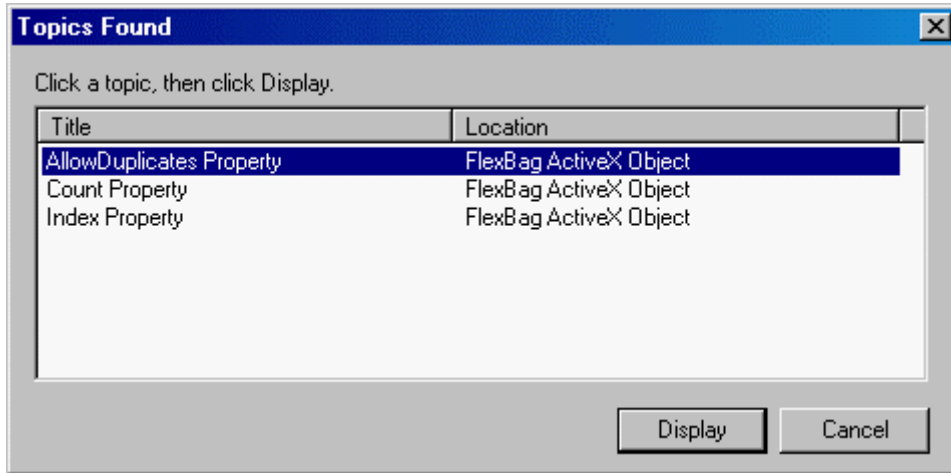 Topics Found
Click a topic, then click Display.
Title Location
AllowDuplicates Property FlexBag ActiveX Object
Count Property FlexBag ActiveX Object
Index Property FlexBag ActiveX Object
Display Cancel